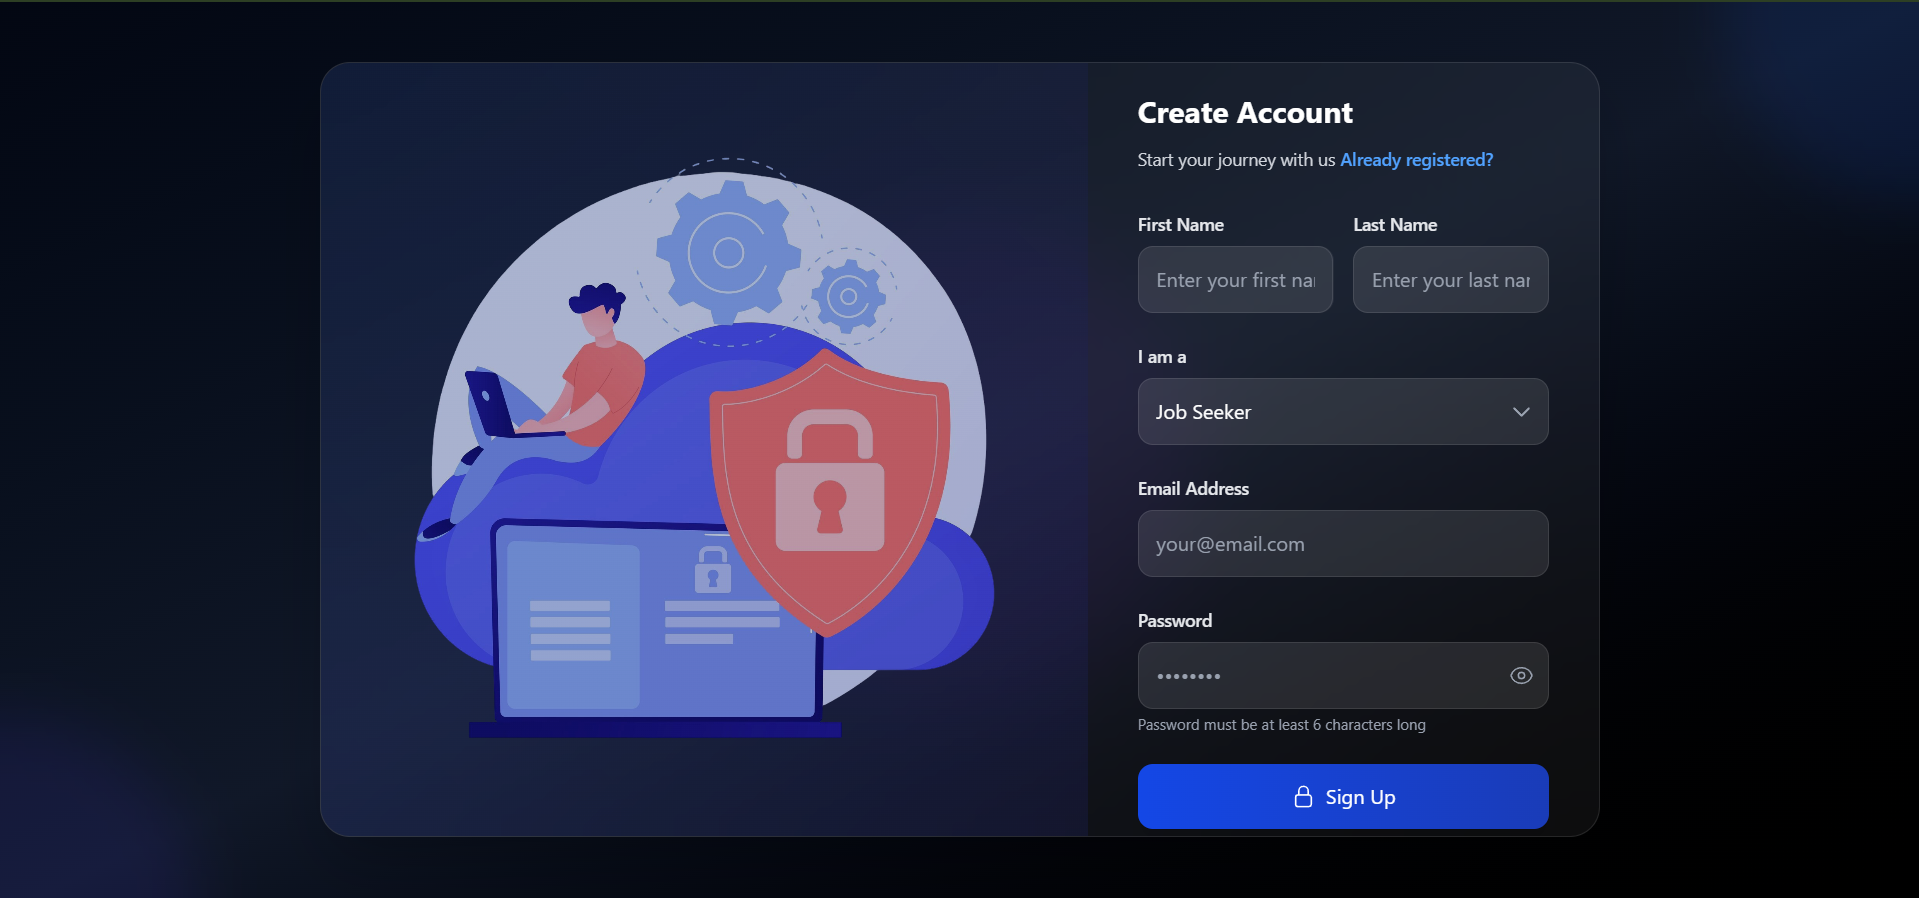 Create Account
Start your journey with us Already registered?
First Name Last Name
Enter your first nar Enter your last nar
I am a
Job Seeker
Email Address
your@email.com
Password
••••••••
Password must be at least 6 characters long
Sign Up